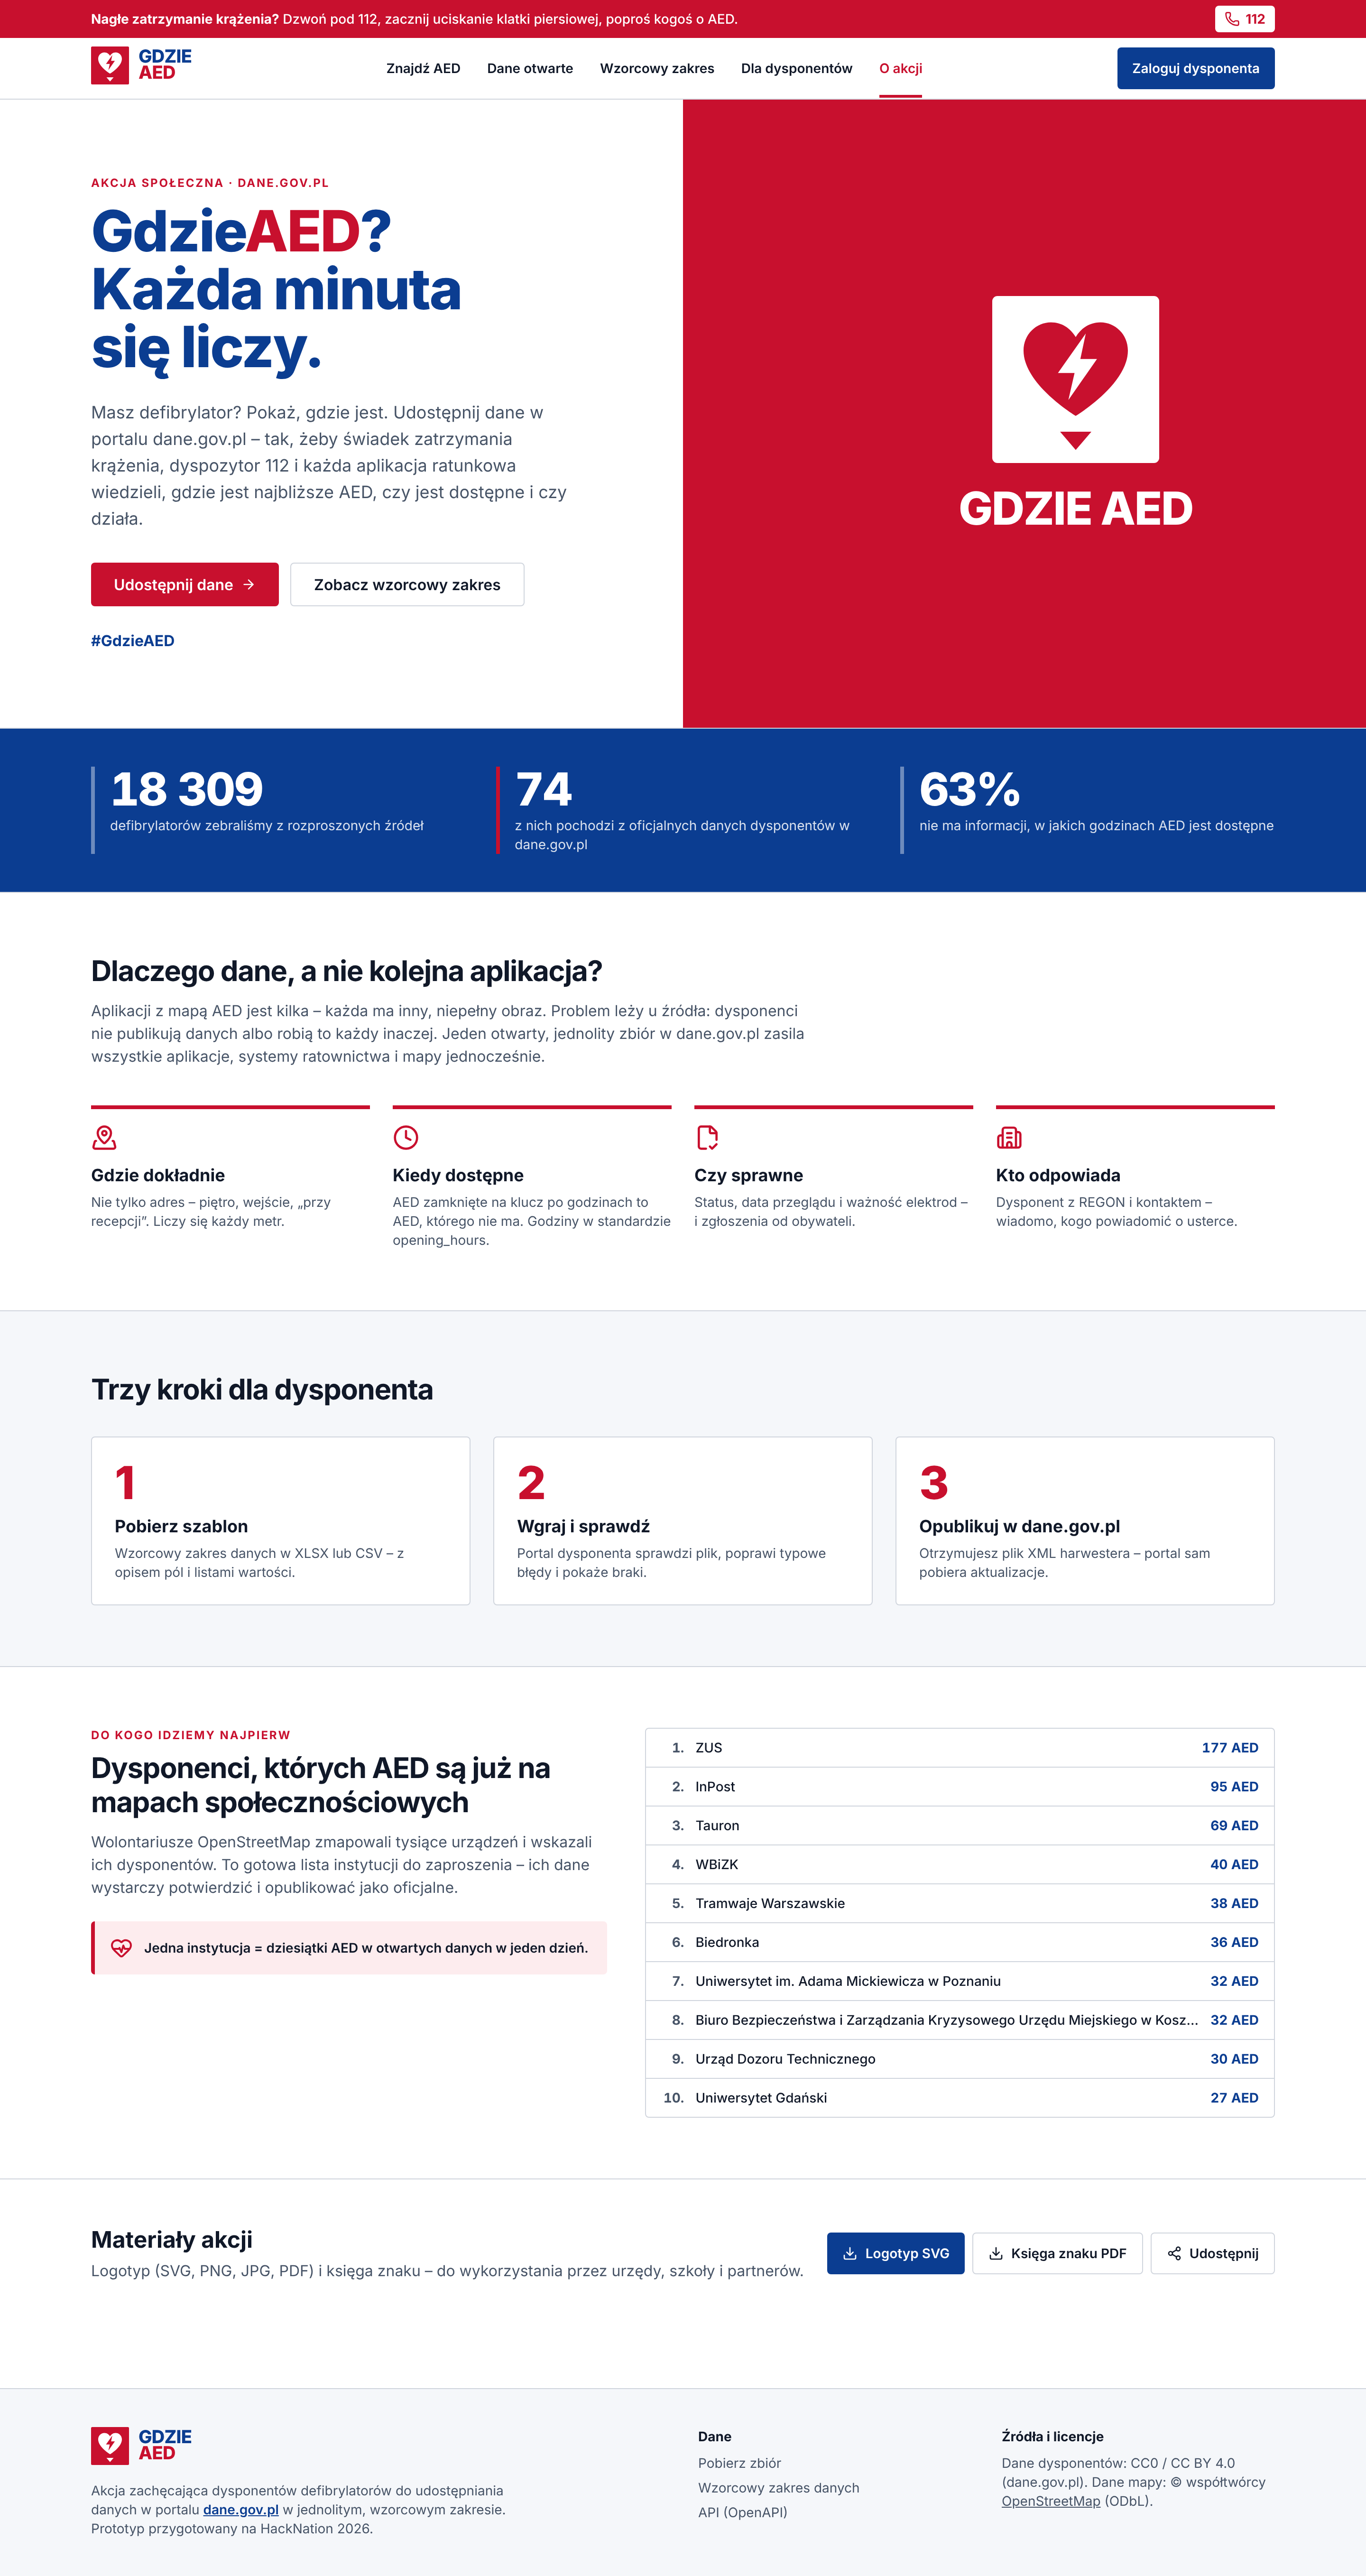 Nagłe zatrzymanie krążenia? Dzwoń pod 112, zacznij uciskanie klatki piersiowej, poproś kogoś o AED.
112
GDZIE
AED
Znajdź AED
Dane otwarte
Wzorcowy zakres
Dla dysponentów
O akcji
Zaloguj dysponenta
AKCJA SPOŁECZNA · DANE.GOV.PL
GdzieAED?
Każda minuta
się liczy.
Masz defibrylator? Pokaż, gdzie jest. Udostępnij dane w
portalu dane.gov.pl – tak, żeby świadek zatrzymania
krążenia, dyspozytor 112 i każda aplikacja ratunkowa
wiedzieli, gdzie jest najbliższe AED, czy jest dostępne i czy
działa.
Udostępnij dane
Zobacz wzorcowy zakres
#GdzieAED
GDZIE AED
18 309
defibrylatorów zebraliśmy z rozproszonych źródeł
74
z nich pochodzi z oficjalnych danych dysponentów w
dane.gov.pl
63%
nie ma informacji, w jakich godzinach AED jest dostępne
Dlaczego dane, a nie kolejna aplikacja?
Aplikacji z mapą AED jest kilka – każda ma inny, niepełny obraz. Problem leży u źródła: dysponenci
nie publikują danych albo robią to każdy inaczej. Jeden otwarty, jednolity zbiór w dane.gov.pl zasila
wszystkie aplikacje, systemy ratownictwa i mapy jednocześnie.
Gdzie dokładnie
Nie tylko adres – piętro, wejście, „przy
recepcji”. Liczy się każdy metr.
Kiedy dostępne
AED zamknięte na klucz po godzinach to
AED, którego nie ma. Godziny w standardzie
opening_hours.
Czy sprawne
Status, data przeglądu i ważność elektrod –
i zgłoszenia od obywateli.
Kto odpowiada
Dysponent z REGON i kontaktem –
wiadomo, kogo powiadomić o usterce.
Trzy kroki dla dysponenta
1
Pobierz szablon
Wzorcowy zakres danych w XLSX lub CSV – z
opisem pól i listami wartości.
2
Wgraj i sprawdź
Portal dysponenta sprawdzi plik, poprawi typowe
błędy i pokaże braki.
3
Opublikuj w dane.gov.pl
Otrzymujesz plik XML harwestera – portal sam
pobiera aktualizacje.
DO KOGO IDZIEMY NAJPIERW
Dysponenci, których AED są już na
mapach społecznościowych
Wolontariusze OpenStreetMap zmapowali tysiące urządzeń i wskazali
ich dysponentów. To gotowa lista instytucji do zaproszenia – ich dane
wystarczy potwierdzić i opublikować jako oficjalne.
Jedna instytucja = dziesiątki AED w otwartych danych w jeden dzień.
1. ZUS 177 AED
2. InPost 95 AED
3. Tauron 69 AED
4. WBiZK 40 AED
5. Tramwaje Warszawskie 38 AED
6. Biedronka 36 AED
7. Uniwersytet im. Adama Mickiewicza w Poznaniu 32 AED
8. Biuro Bezpieczeństwa i Zarządzania Kryzysowego Urzędu Miejskiego w Kosz... 32 AED
9. Urząd Dozoru Technicznego 30 AED
10. Uniwersytet Gdański 27 AED
Materiały akcji
Logotyp (SVG, PNG, JPG, PDF) i księga znaku – do wykorzystania przez urzędy, szkoły i partnerów.
Logotyp SVG
Księga znaku PDF
Udostępnij
GDZIE
AED
Akcja zachęcająca dysponentów defibrylatorów do udostępniania
danych w portalu dane.gov.pl w jednolitym, wzorcowym zakresie.
Prototyp przygotowany na HackNation 2026.
Dane
Pobierz zbiór
Wzorcowy zakres danych
API (OpenAPI)
Źródła i licencje
Dane dysponentów: CC0 / CC BY 4.0
(dane.gov.pl). Dane mapy: © współtwórcy
OpenStreetMap (ODbL).